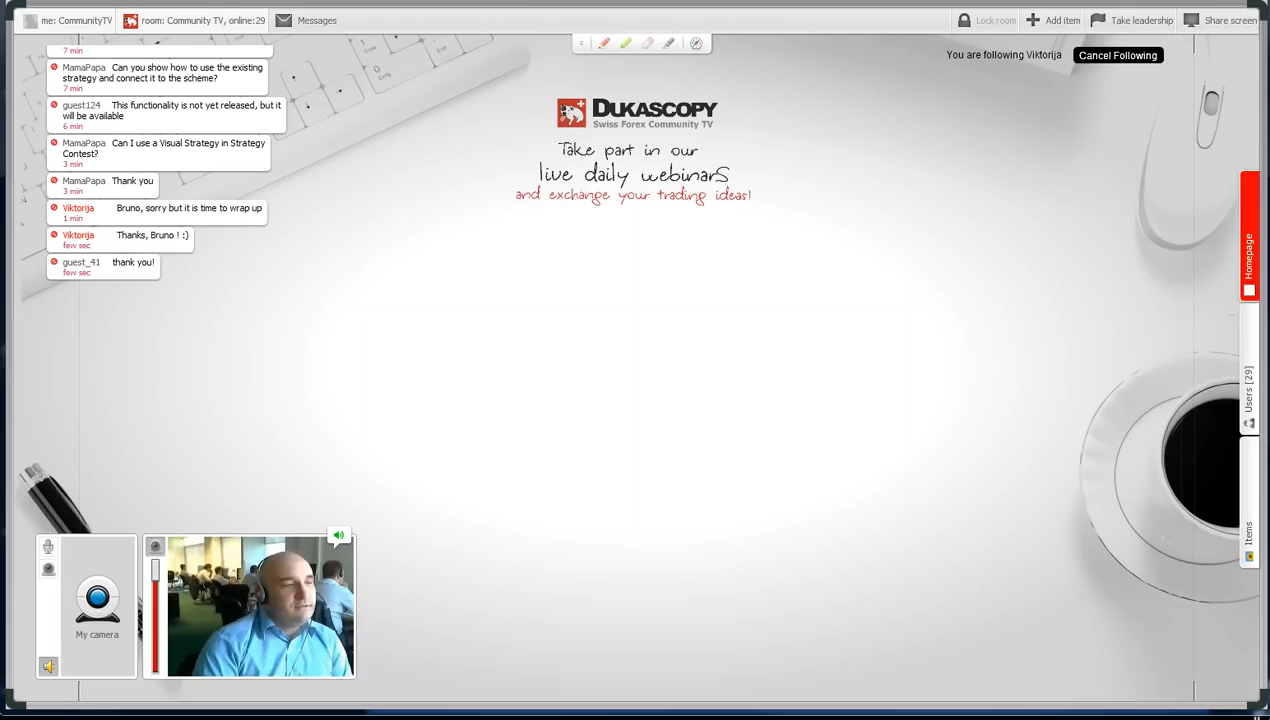 me: CommunityTV
room: Community TV, online:29
Messages
Lock room
Add item
Take leadership
Share screen
You are following Viktorija
Cancel Following
7 min
MamaPapa Can you show how to use the existing
strategy and connect it to the scheme?
7 min
guest124 This functionality is not yet released, but it
will be available
6 min
MamaPapa Can I use a Visual Strategy in Strategy
Contest?
3 min
MamaPapa Thank you
3 min
Viktorija Bruno, sorry but it is time to wrap up
1 min
Viktorija Thanks, Bruno ! :)
few sec
guest_41 thank you!
few sec
DUKASCOPY
Swiss Forex Community TV
Take part in our
live daily webinars
and exchange your trading ideas!
Homepage
Users [29]
Items
My camera